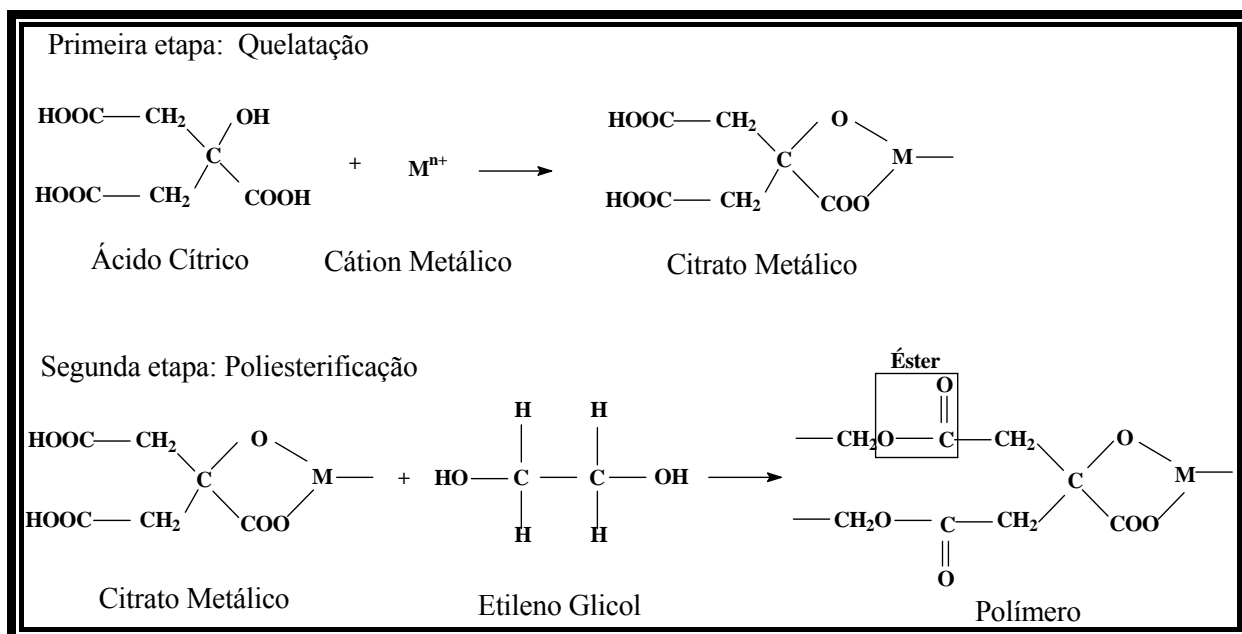 Primeira etapa: Quelatação
HOOC — CH₂ OH
C + Mⁿ⁺
HOOC — CH₂ COOH
HOOC — CH₂ O
C M
HOOC — CH₂ COO
Ácido Cítrico Cátion Metálico Citrato Metálico
Segunda etapa: Poliesterificação
HOOC — CH₂ O
C M +
HOOC — CH₂ COO
H H
HO — C — C — OH
H H
Éster
O
CH₂O — C — CH₂ O
C M
CH₂O — C — CH₂ COO
O
Citrato Metálico Etileno Glicol Polímero